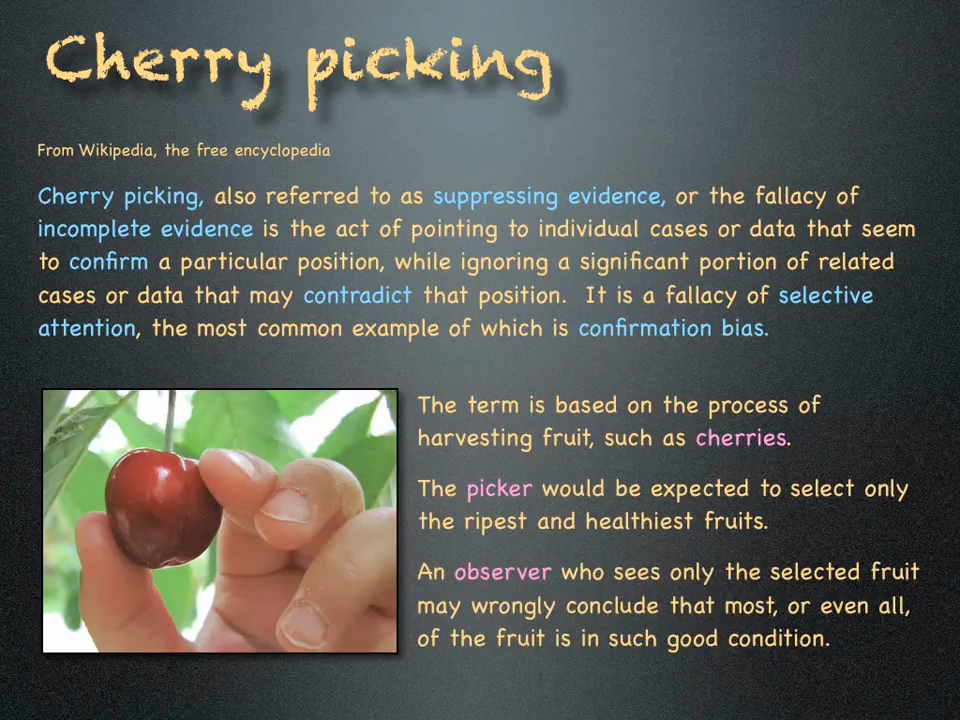 Cherry picking
From Wikipedia, the free encyclopedia
Cherry picking, also referred to as suppressing evidence, or the fallacy of
incomplete evidence is the act of pointing to individual cases or data that seem
to confirm a particular position, while ignoring a significant portion of related
cases or data that may contradict that position.  It is a fallacy of selective
attention, the most common example of which is confirmation bias.
The term is based on the process of
harvesting fruit, such as cherries.
The picker would be expected to select only
the ripest and healthiest fruits.
An observer who sees only the selected fruit
may wrongly conclude that most, or even all,
of the fruit is in such good condition.